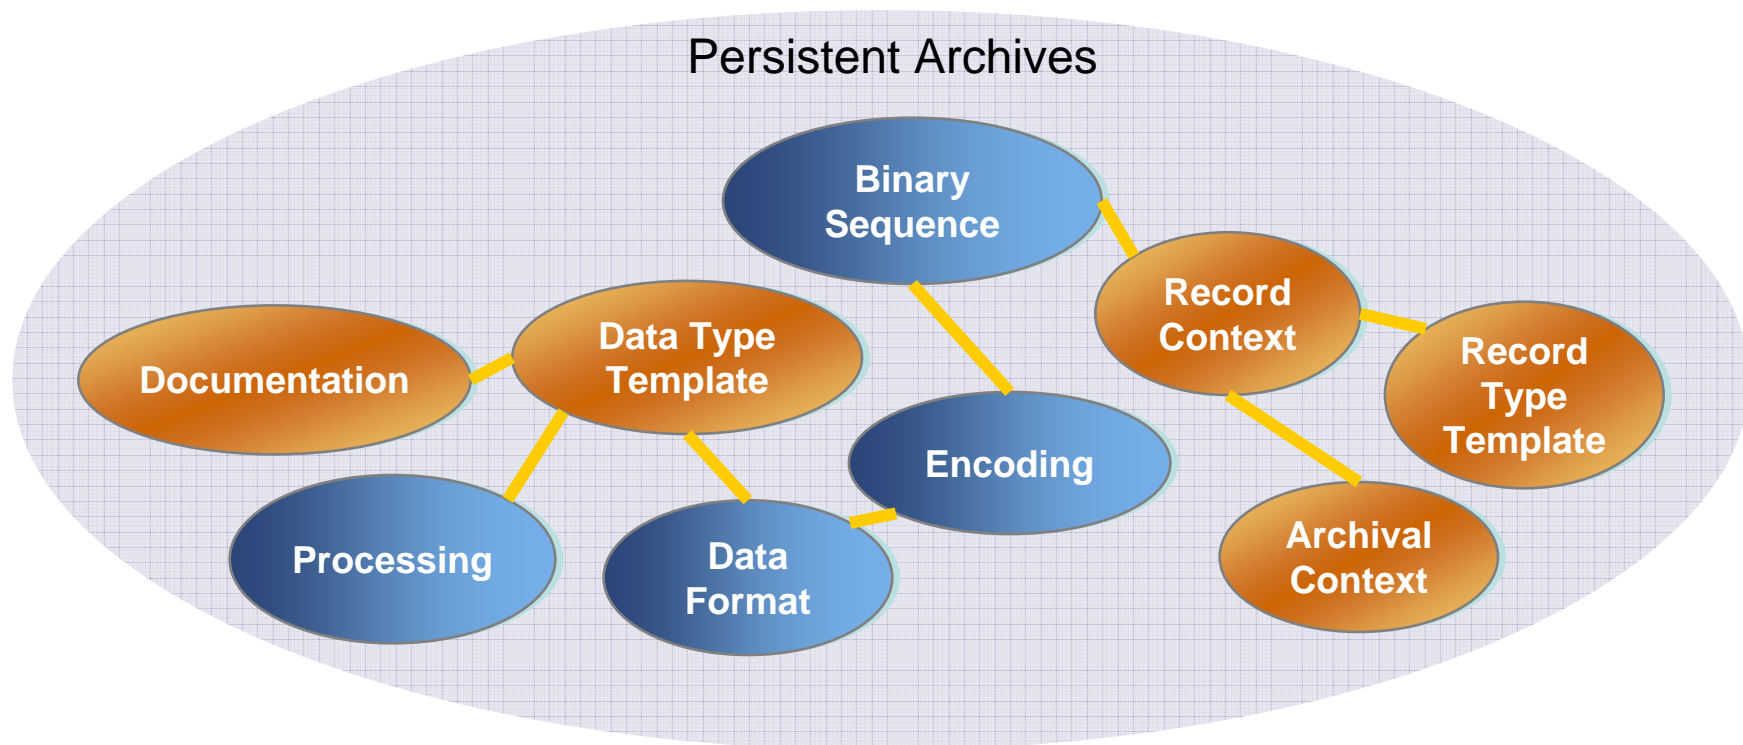 Persistent Archives
Binary
Sequence
Record
Context
Record
Type
Template
Data Type
Template
Documentation
Encoding
Processing
Data
Format
Archival
Context